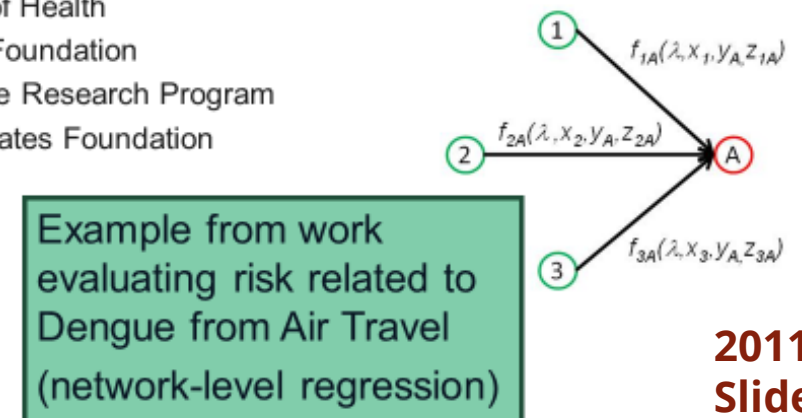 of Health
Foundation
e Research Program
ates Foundation
1
f1A(λ,x1,yA,z1A)
2
f2A(λ,x2,yA,z2A)
A
3
f3A(λ,x3,yA,z3A)
Example from work
evaluating risk related to
Dengue from Air Travel
(network-level regression)
2011
Slide